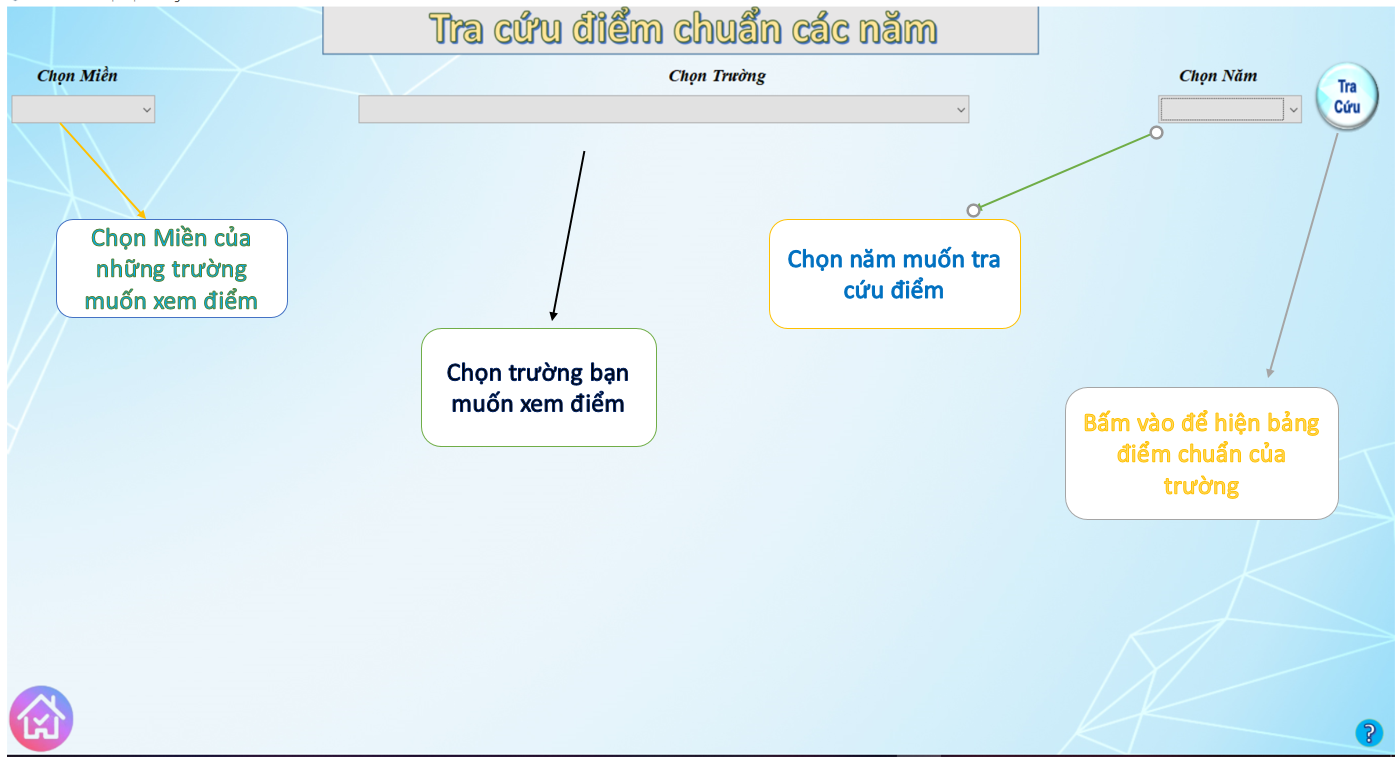 Tra cứu điểm chuẩn các năm
Chọn Miền
Chọn Trường
Chọn Năm
Tra
Cứu
Chọn Miền của
những trường
muốn xem điểm
Chọn năm muốn tra
cứu điểm
Chọn trường bạn
muốn xem điểm
Bấm vào để hiện bảng
điểm chuẩn của
trường
?